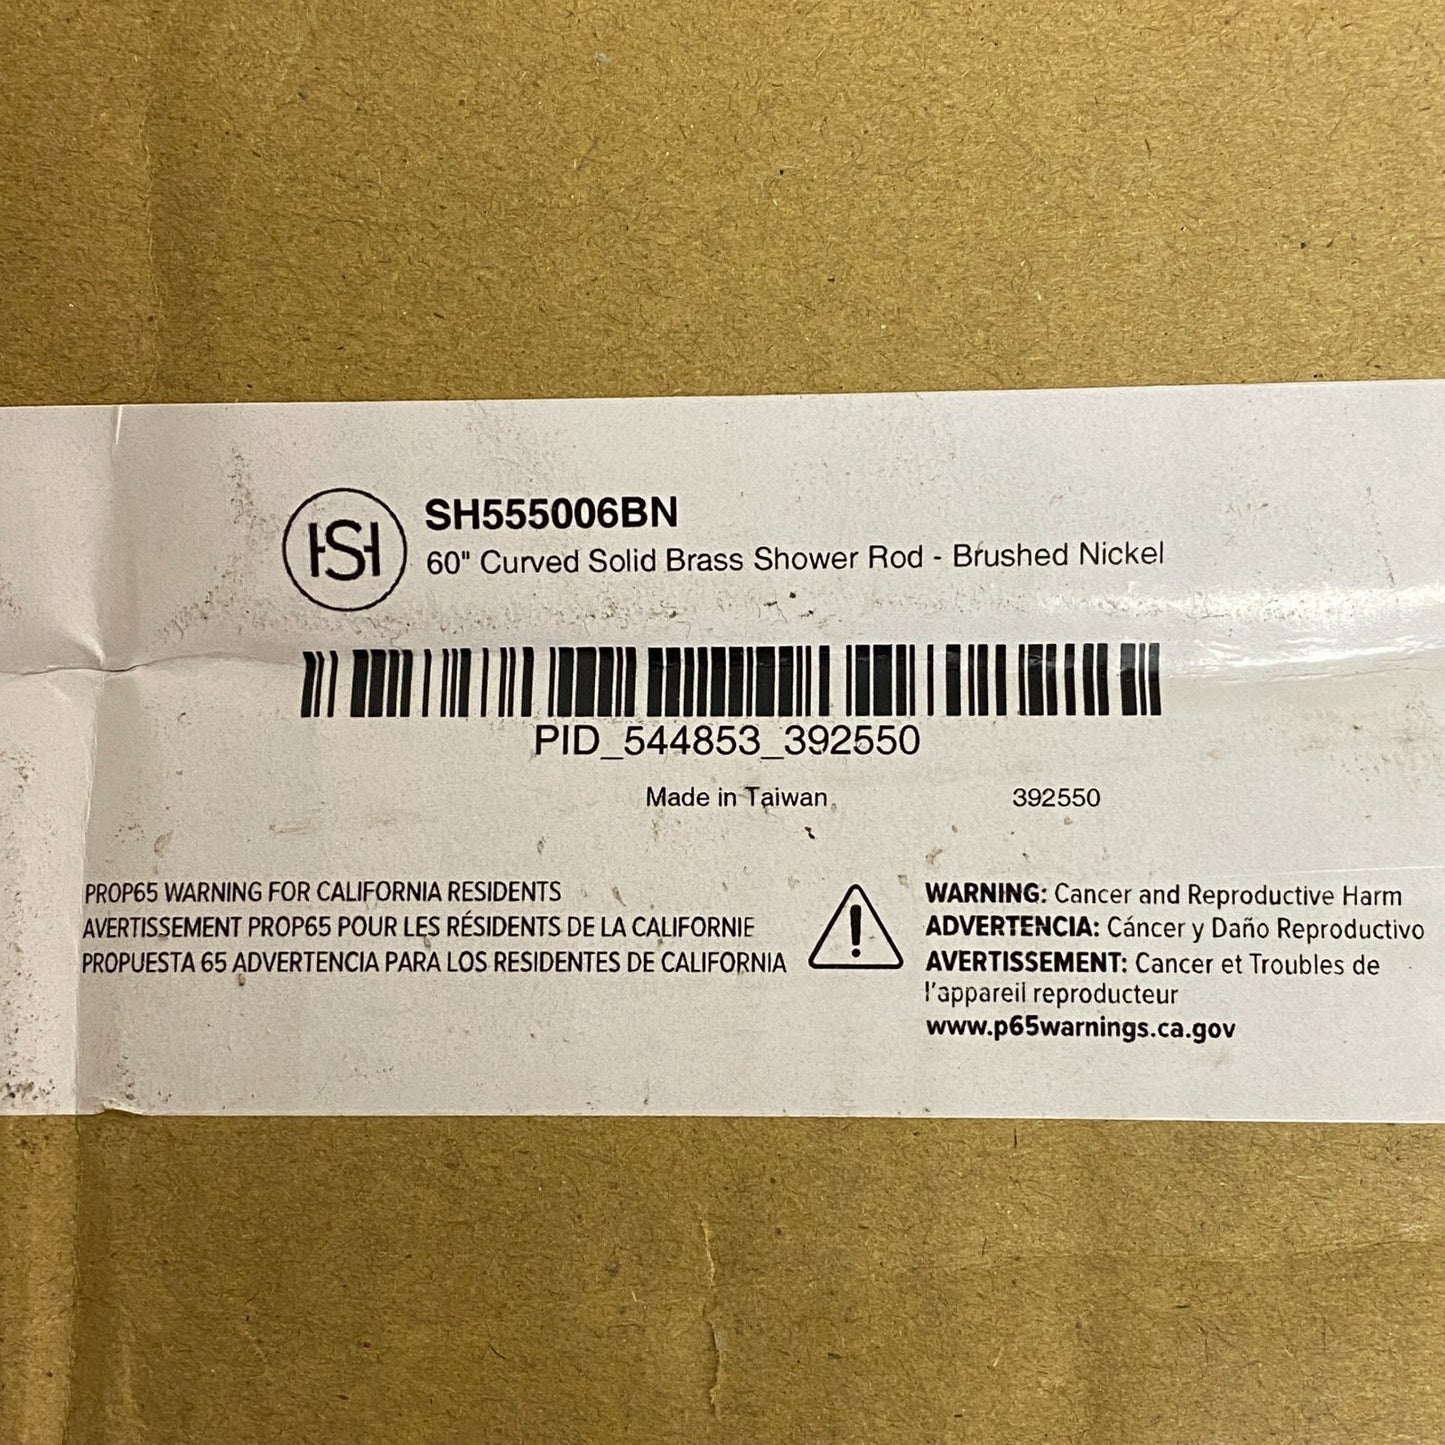 SH
SH555006BN
60" Curved Solid Brass Shower Rod - Brushed Nickel
PID_544853_392550
Made in Taiwan 392550
PROP65 WARNING FOR CALIFORNIA RESIDENTS
AVERTISSEMENT PROP65 POUR LES RÉSIDENTS DE LA CALIFORNIE
PROPUESTA 65 ADVERTENCIA PARA LOS RESIDENTES DE CALIFORNIA
WARNING: Cancer and Reproductive Harm
ADVERTENCIA: Cáncer y Daño Reproductivo
AVERTISSEMENT: Cancer et Troubles de
l'appareil reproducteur
www.p65warnings.ca.gov